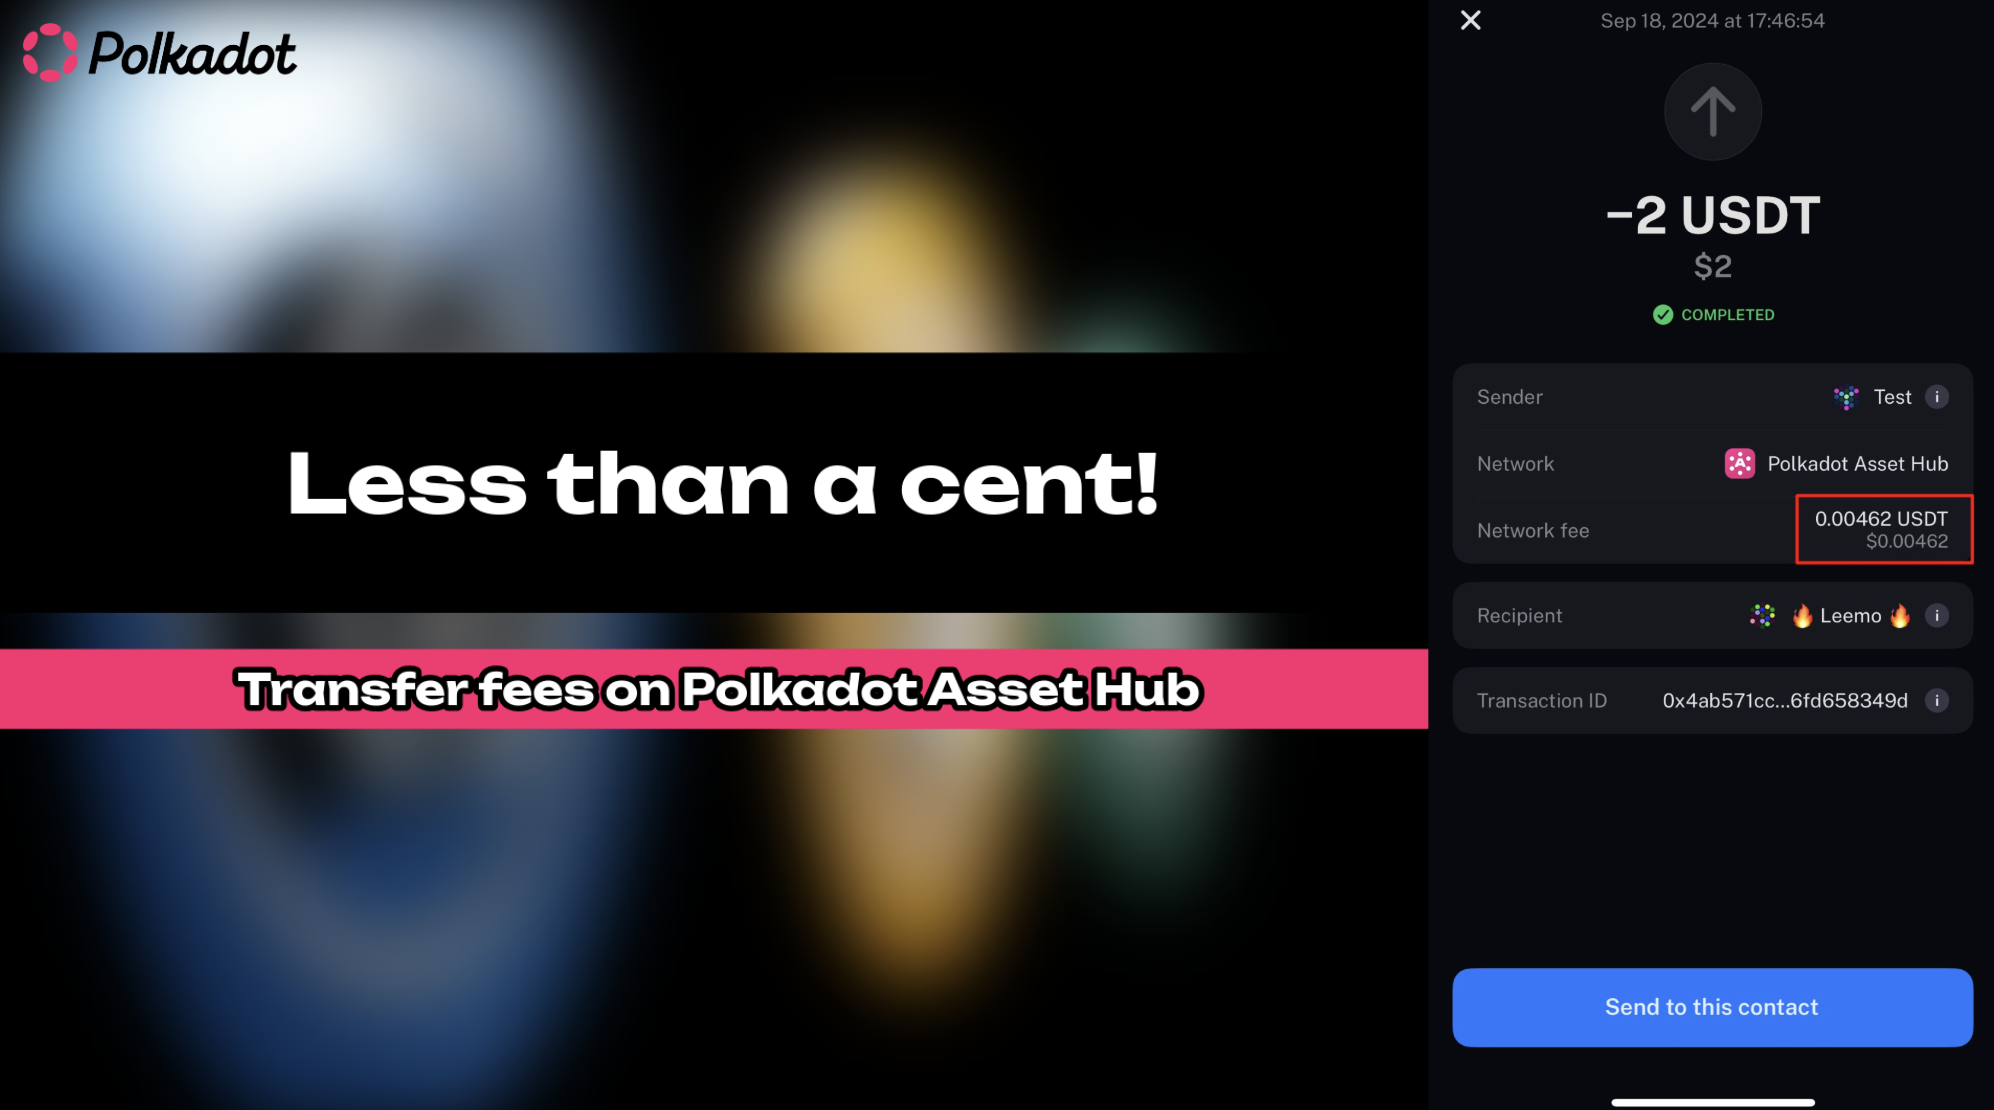 Polkadot
Less than a cent!
Transfer fees on Polkadot Asset Hub
Sep 18, 2024 at 17:46:54
−2 USDT
$2
COMPLETED
Sender Test
Network Polkadot Asset Hub
Network fee 0.00462 USDT
$0.00462
Recipient 🔥 Leemo 🔥
Transaction ID 0x4ab571cc...6fd658349d
Send to this contact